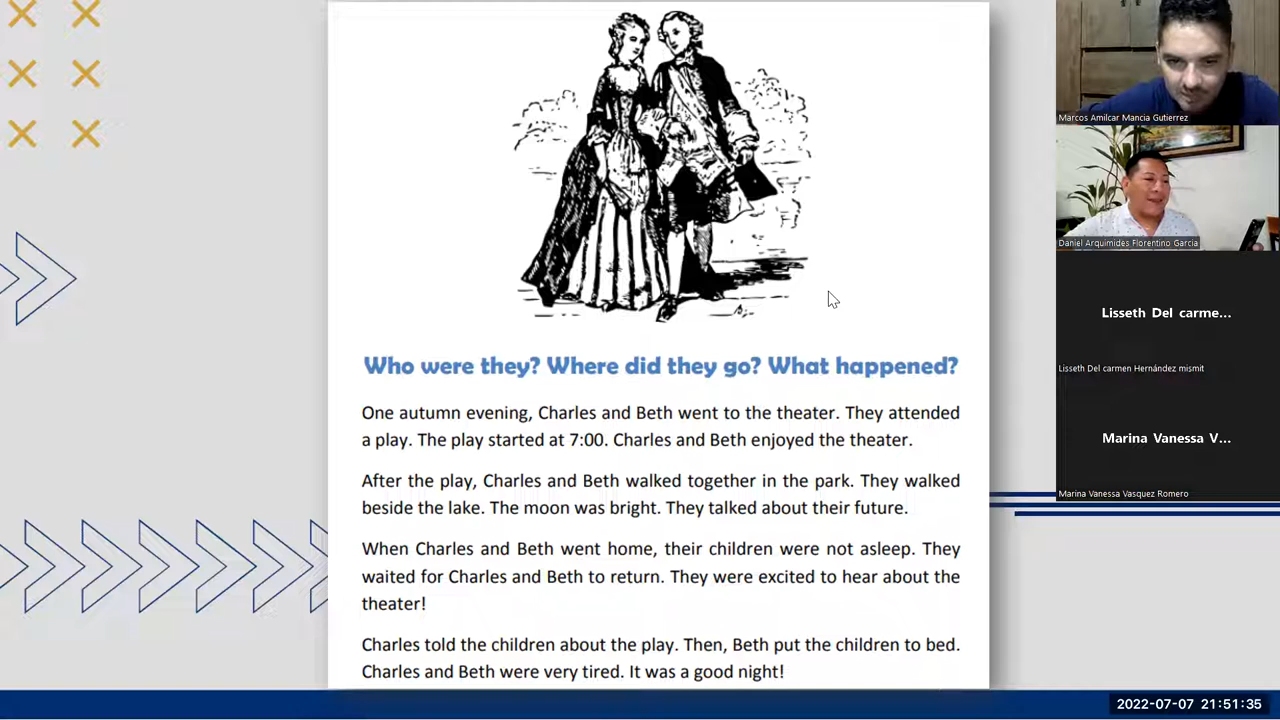 Who were they? Where did they go? What happened?
One autumn evening, Charles and Beth went to the theater. They attended
a play. The play started at 7:00. Charles and Beth enjoyed the theater.
After the play, Charles and Beth walked together in the park. They walked
beside the lake. The moon was bright. They talked about their future.
When Charles and Beth went home, their children were not asleep. They
waited for Charles and Beth to return. They were excited to hear about the
theater!
Charles told the children about the play. Then, Beth put the children to bed.
Charles and Beth were very tired. It was a good night!
Marcos Amilcar Mancia Gutierrez
Daniel Arquimides Florentino Garcia
Lisseth Del carme...
Lisseth Del carmen Hernández mismit
Marina Vanessa V...
Marina Vanessa Vasquez Romero
2022-07-07 21:51:35